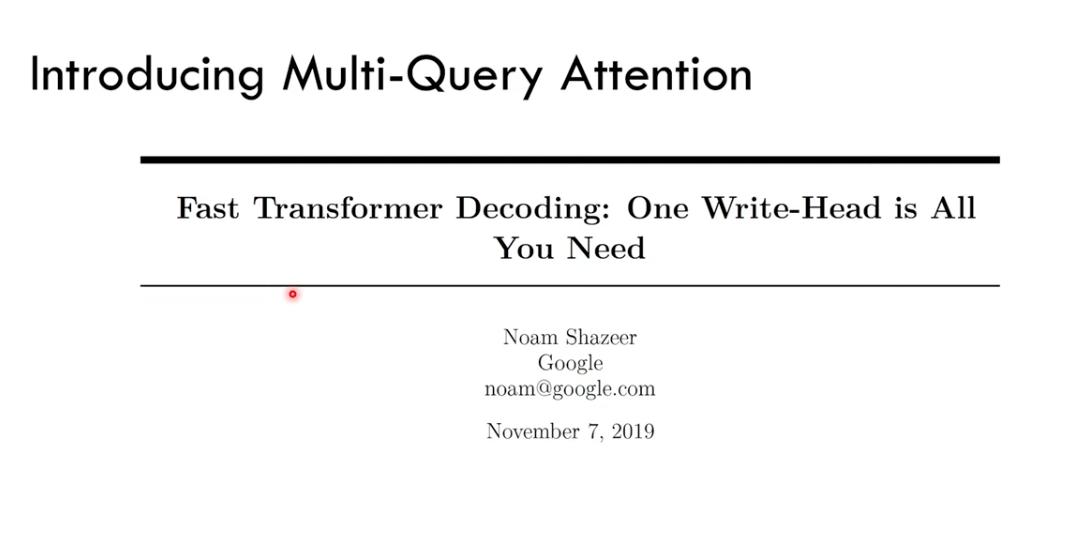 Introducing Multi-Query Attention
Fast Transformer Decoding: One Write-Head is All
You Need
Noam Shazeer
Google
noam@google.com
November 7, 2019